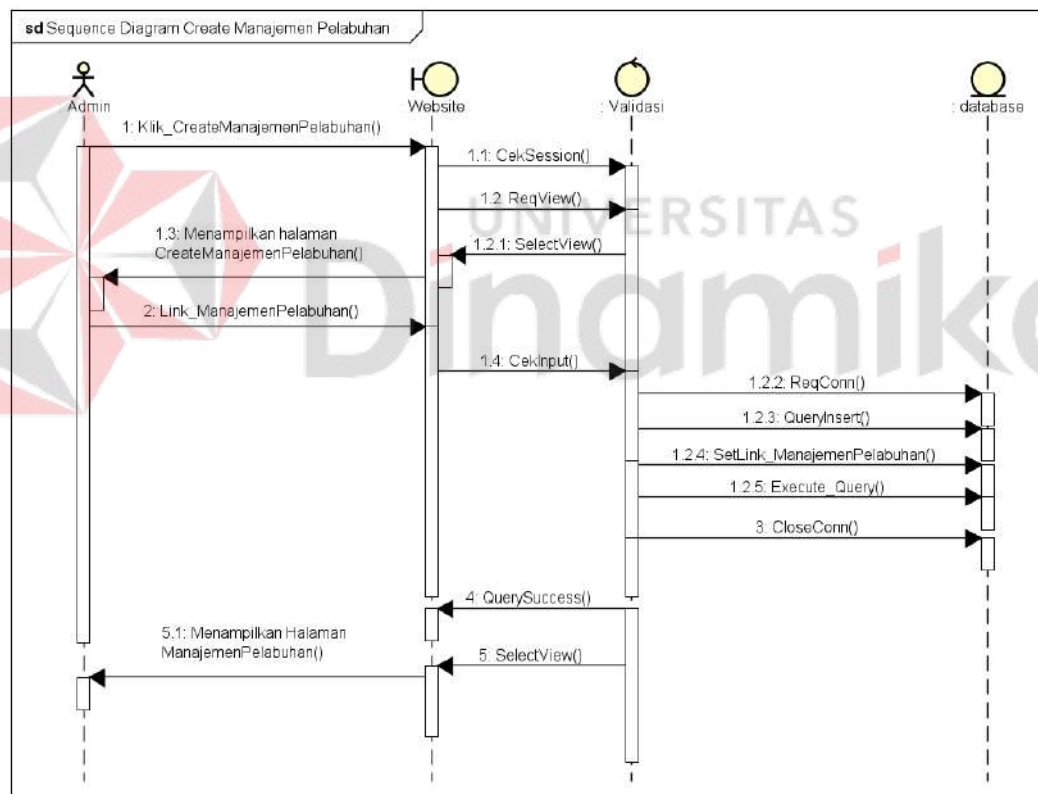 sd Sequence Diagram Create Manajemen Pelabuhan
: Admin
Website
: Validasi
: database
1: Klik_CreateManajemenPelabuhan()
1.1: CekSession()
1.2: ReqView()
UNIVERSITAS
Dinamika
1.2.1: SelectView()
1.3: Menampilkan halaman
CreateManajemenPelabuhan()
2: Link_ManajemenPelabuhan()
1.4: CekInput()
1.2.2: ReqConn()
1.2.3: QueryInsert()
1.2.4: SetLink_ManajemenPelabuhan()
1.2.5: Execute_Query()
3: CloseConn()
4: QuerySuccess()
5.1: Menampilkan Halaman
ManajemenPelabuhan()
5: SelectView()